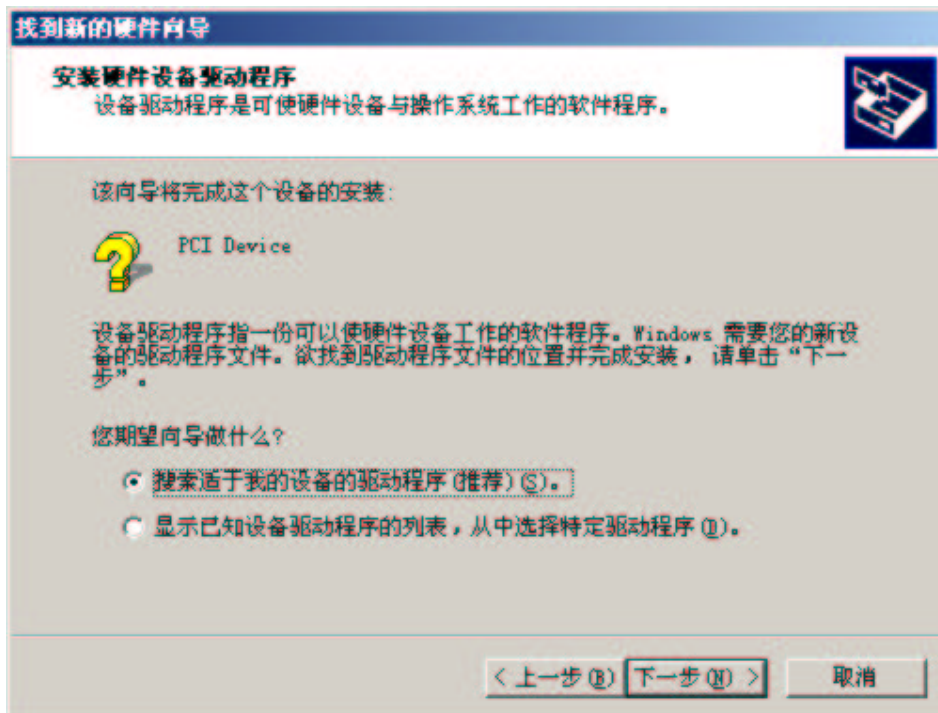 找到新的硬件向导
安装硬件设备驱动程序
设备驱动程序是可使硬件设备与操作系统工作的软件程序。
该向导将完成这个设备的安装:
PCI Device
设备驱动程序指一份可以使硬件设备工作的软件程序。Windows 需要您的新设
备的驱动程序文件。欲找到驱动程序文件的位置并完成安装，请单击“下一
步”。
您期望向导做什么?
搜索适于我的设备的驱动程序(推荐)(S)。
显示已知设备驱动程序的列表，从中选择特定驱动程序(D)。
< 上一步(B) 下一步(N) > 取消